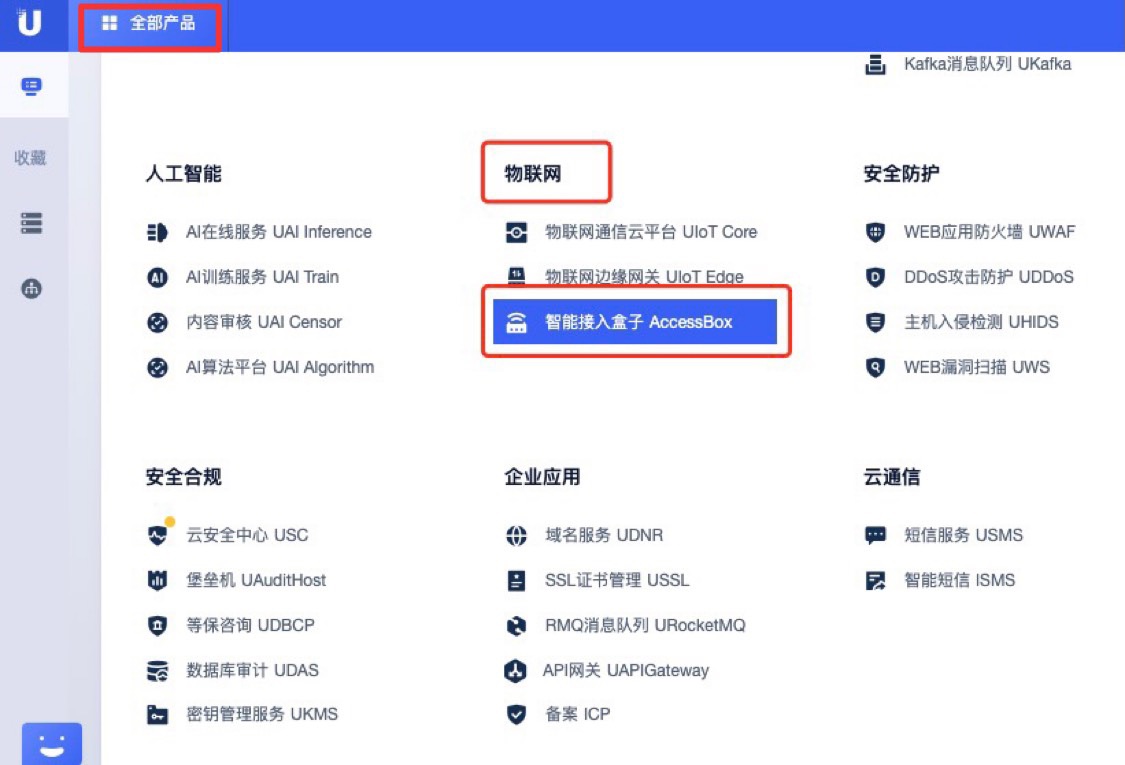 U
全部产品
收藏
Kafka消息队列 UKafka
人工智能
AI在线服务 UAI Inference
AI
AI训练服务 UAI Train
内容审核 UAI Censor
AI算法平台 UAI Algorithm
物联网
物联网通信云平台 UIoT Core
物联网边缘网关 UIoT Edge
智能接入盒子 AccessBox
安全防护
WEB应用防火墙 UWAF
D
DDoS攻击防护 UDDoS
主机入侵检测 UHIDS
WEB漏洞扫描 UWS
安全合规
云安全中心 USC
堡垒机 UAuditHost
等保咨询 UDBCP
数据库审计 UDAS
密钥管理服务 UKMS
企业应用
域名服务 UDNR
SSL证书管理 USSL
RMQ消息队列 URocketMQ
API网关 UAPIGateway
备案 ICP
云通信
短信服务 USMS
智能短信 ISMS